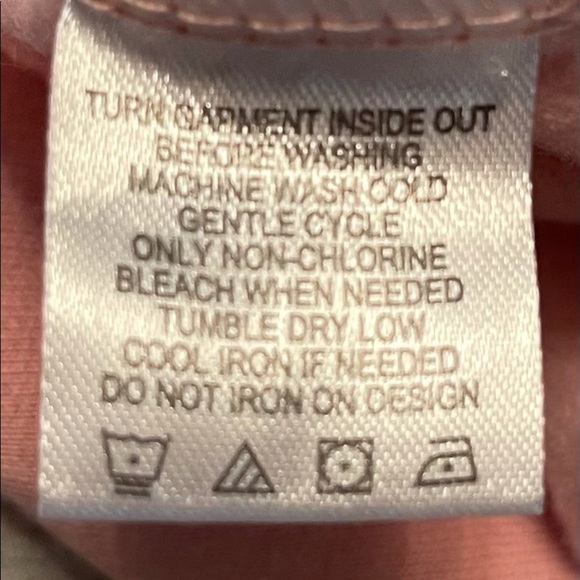 TURN GARMENT INSIDE OUT
BEFORE WASHING
MACHINE WASH COLD
GENTLE CYCLE
ONLY NON-CHLORINE
BLEACH WHEN NEEDED
TUMBLE DRY LOW
COOL IRON IF NEEDED
DO NOT IRON ON DESIGN